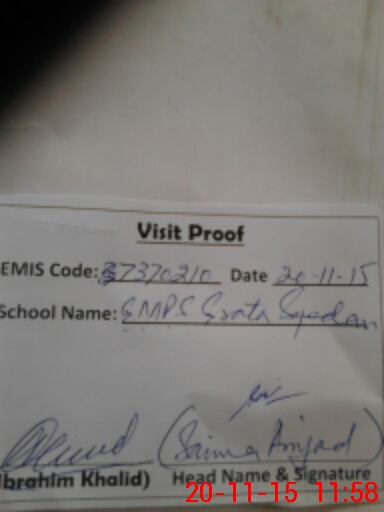 Visit Proof
EMIS Code: 37370210 Date 20-11-15
School Name: GMPS Syedan
Ibrahim Khalid) (Saima Amjad)
Head Name & Signature
20-11-15 11:58